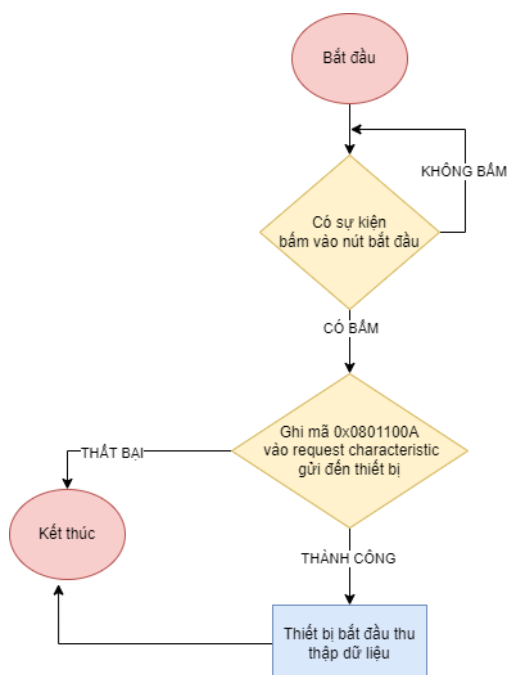 Bắt đầu
KHÔNG BẤM
Có sự kiện
bấm vào nút bắt đầu
CÓ BẤM
Ghi mã 0x0801100A
vào request characteristic
gửi đến thiết bị
THẤT BẠI
Kết thúc
THÀNH CÔNG
Thiết bị bắt đầu thu
thập dữ liệu